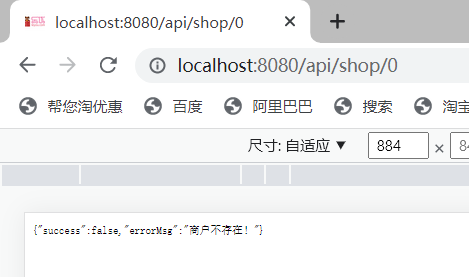 localhost:8080/api/shop/0
localhost:8080/api/shop/0
帮您淘优惠 百度 阿里巴巴 搜索 淘宝
尺寸: 自适应 ▼ 884 × 84
{"success":false,"errorMsg":"商户不存在！"}